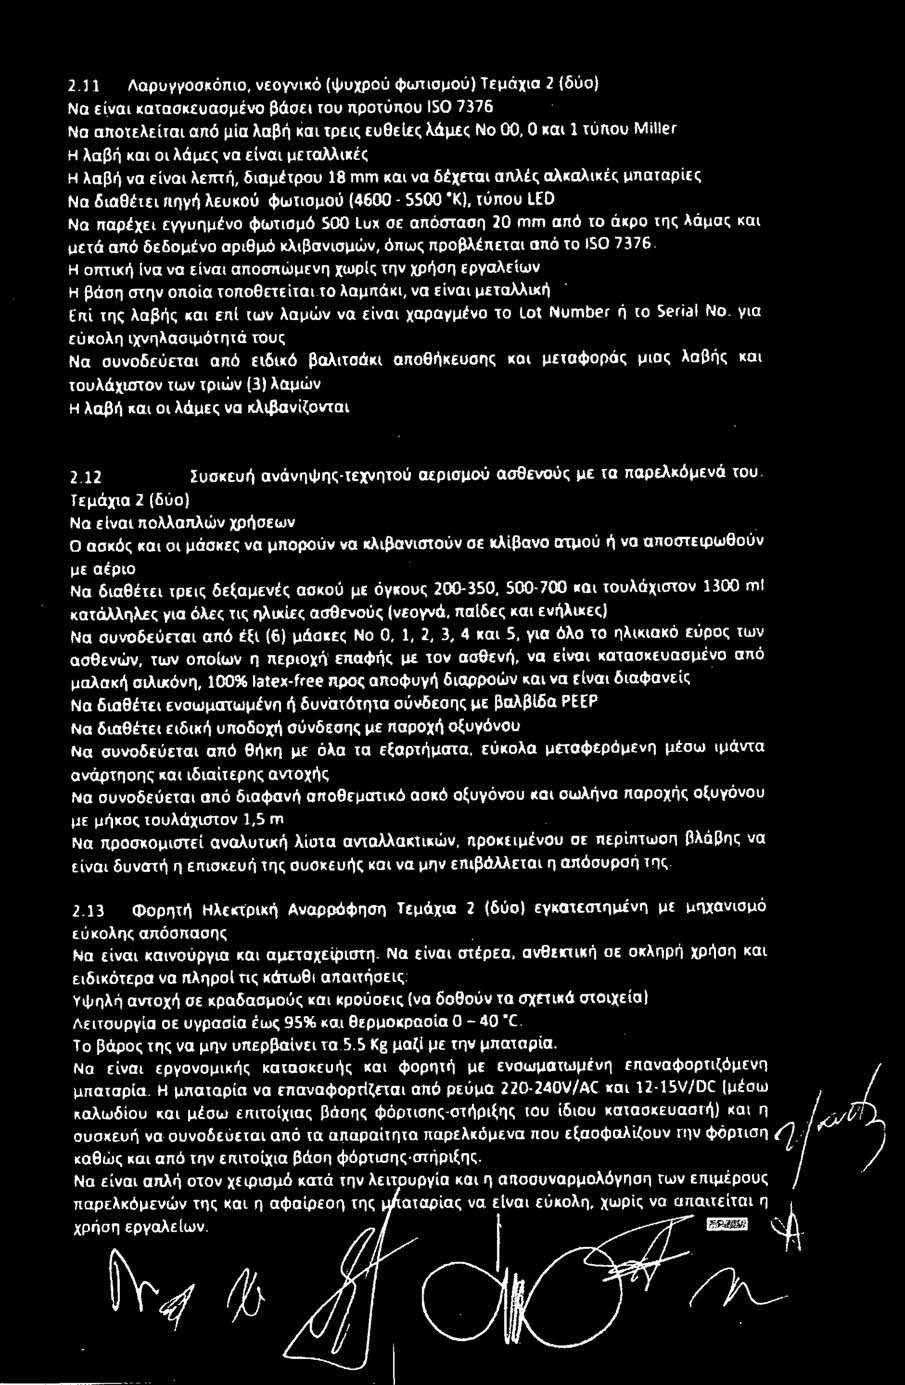 2.11 Λαρυγγοσκόπιο, νεογνικό (ψυχρού φωτισμού) Τεμάχια 2 (δύο)
Να είναι κατασκευασμένο βάσει του προτύπου ISO 7376
Να αποτελείται από μία λαβή και τρεις ευθείες λάμες Νο 00, 0 και 1 τύπου Miller
Η λαβή και οι λάμες να είναι μεταλλικές
Η λαβή να είναι λεπτή, διαμέτρου 18 mm και να δέχεται απλές αλκαλικές μπαταρίες
Να διαθέτει πηγή λευκού φωτισμού (4600 - 5500 °K), τύπου LED
Να παρέχει εγγυημένο φωτισμό 500 Lux σε απόσταση 20 mm από το άκρο της λάμας και
μετά από δεδομένο αριθμό κλιβανισμών, όπως προβλέπεται από το ISO 7376.
Η οπτική ίνα να είναι αποσπώμενη χωρίς την χρήση εργαλείων
Η βάση στην οποία τοποθετείται το λαμπάκι, να είναι μεταλλική
Επί της λαβής και επί των λαμών να είναι χαραγμένο το Lot Number ή το Serial No. για
εύκολη ιχνηλασιμότητά τους
Να συνοδεύεται από ειδικό βαλιτσάκι αποθήκευσης και μεταφοράς μιας λαβής και
τουλάχιστον των τριών (3) λαμών
Η λαβή και οι λάμες να κλιβανίζονται
2.12 Συσκευή ανάνηψης-τεχνητού αερισμού ασθενούς με τα παρελκόμενά του.
Τεμάχια 2 (δύο)
Να είναι πολλαπλών χρήσεων
Ο ασκός και οι μάσκες να μπορούν να κλιβανιστούν σε κλίβανο ατμού ή να αποστειρωθούν
με αέριο
Να διαθέτει τρεις δεξαμενές ασκού με όγκους 200-350, 500-700 και τουλάχιστον 1300 ml
κατάλληλες για όλες τις ηλικίες ασθενούς (νεογνά, παίδες και ενήλικες)
Να συνοδεύεται από έξι (6) μάσκες Νο 0, 1, 2, 3, 4 και 5, για όλο το ηλικιακό εύρος των
ασθενών, των οποίων η περιοχή επαφής με τον ασθενή, να είναι κατασκευασμένο από
μαλακή σιλικόνη, 100% latex-free προς αποφυγή διαρροών και να είναι διαφανείς
Να διαθέτει ενσωματωμένη ή δυνατότητα σύνδεσης με βαλβίδα PEEP
Να διαθέτει ειδική υποδοχή σύνδεσης με παροχή οξυγόνου
Να συνοδεύεται από θήκη με όλα τα εξαρτήματα, εύκολα μεταφερόμενη μέσω ιμάντα
ανάρτησης και ιδιαίτερης αντοχής
Να συνοδεύεται από διαφανή αποθεματικό ασκό οξυγόνου και σωλήνα παροχής οξυγόνου
με μήκος τουλάχιστον 1,5 m
Να προσκομιστεί αναλυτική λίστα ανταλλακτικών, προκειμένου σε περίπτωση βλάβης να
είναι δυνατή η επισκευή της συσκευής και να μην επιβάλλεται η απόσυρσή της.
2.13 Φορητή Ηλεκτρική Αναρρόφηση Τεμάχια 2 (δύο) εγκατεστημένη με μηχανισμό
εύκολης απόσπασης
Να είναι καινούργια και αμεταχείριστη. Να είναι στέρεα, ανθεκτική σε σκληρή χρήση και
ειδικότερα να πληροί τις κάτωθι απαιτήσεις:
Υψηλή αντοχή σε κραδασμούς και κρούσεις (να δοθούν τα σχετικά στοιχεία)
Λειτουργία σε υγρασία έως 95% και θερμοκρασία 0 – 40 °C.
Το βάρος της να μην υπερβαίνει τα 5.5 Kg μαζί με την μπαταρία.
Να είναι εργονομικής κατασκευής και φορητή με ενσωματωμένη επαναφορτιζόμενη
μπαταρία. Η μπαταρία να επαναφορτίζεται από ρεύμα 220-240V/AC και 12-15V/DC (μέσω
καλωδίου και μέσω επιτοίχιας βάσης φόρτισης-στήριξης του ίδιου κατασκευαστή) και η
συσκευή να συνοδεύεται από τα απαραίτητα παρελκόμενα που εξασφαλίζουν την φόρτιση
καθώς και από την επιτοίχια βάση φόρτισης-στήριξης.
Να είναι απλή στον χειρισμό κατά την λειτουργία και η αποσυναρμολόγηση των επιμέρους
παρελκόμενών της και η αφαίρεση της μπαταρίας να είναι εύκολη, χωρίς να απαιτείται η
χρήση εργαλείων.